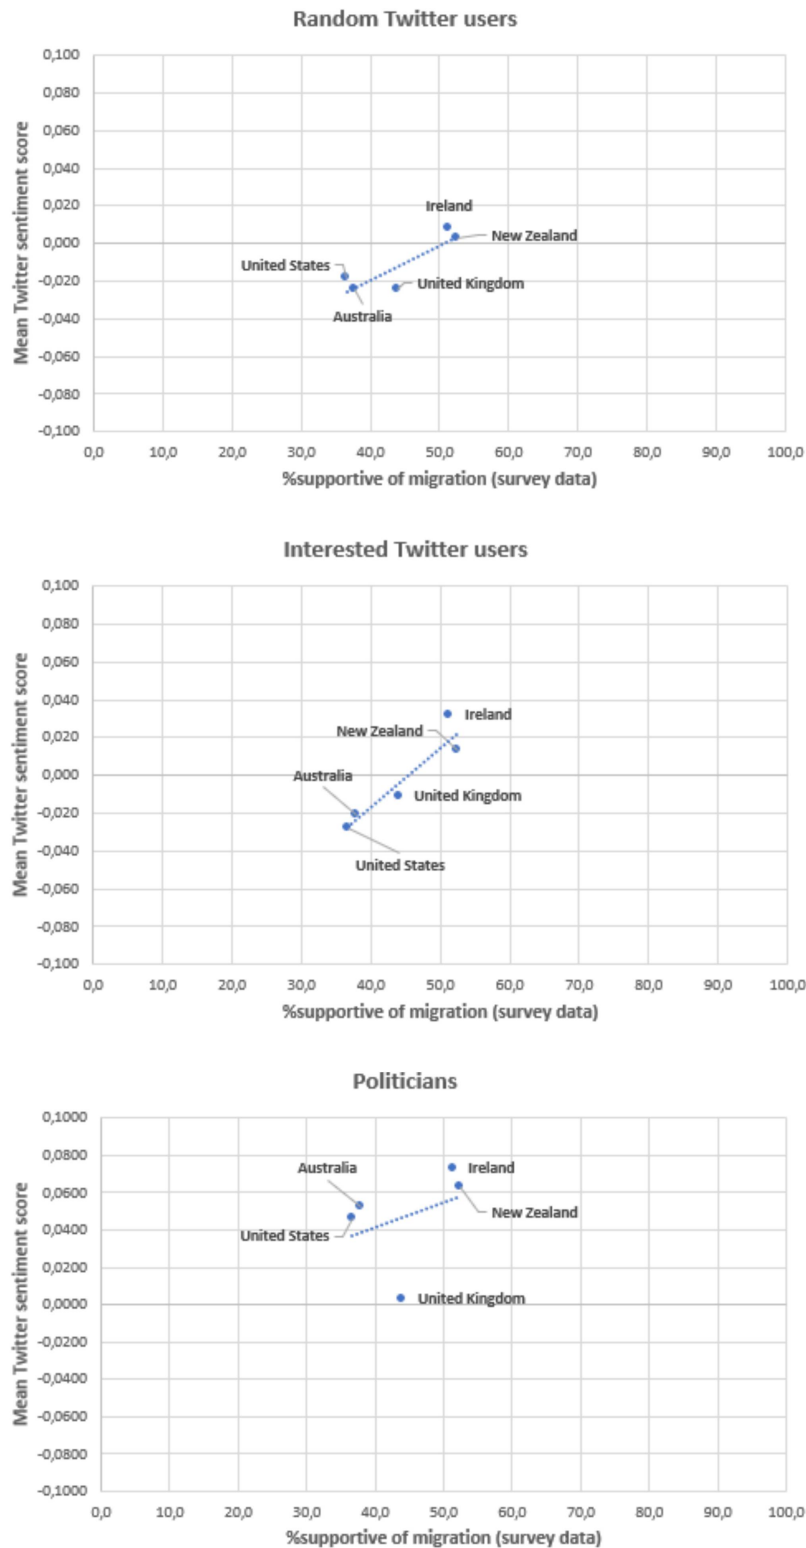 Random Twitter users
Mean Twitter sentiment score
0,100
0,080
0,060
0,040
0,020
0,000
-0,020
-0,040
-0,060
-0,080
-0,100
Ireland
New Zealand
United States
United Kingdom
Australia
0,0 10,0 20,0 30,0 40,0 50,0 60,0 70,0 80,0 90,0 100,0
%supportive of migration (survey data)
Interested Twitter users
Mean Twitter sentiment score
0,100
0,080
0,060
0,040
0,020
0,000
-0,020
-0,040
-0,060
-0,080
-0,100
Ireland
New Zealand
Australia
United Kingdom
United States
0,0 10,0 20,0 30,0 40,0 50,0 60,0 70,0 80,0 90,0 100,0
%supportive of migration (survey data)
Politicians
Mean Twitter sentiment score
0,1000
0,0800
0,0600
0,0400
0,0200
0,0000
-0,0200
-0,0400
-0,0600
-0,0800
-0,1000
Australia
Ireland
New Zealand
United States
United Kingdom
0,0 10,0 20,0 30,0 40,0 50,0 60,0 70,0 80,0 90,0 100,0
%supportive of migration (survey data)